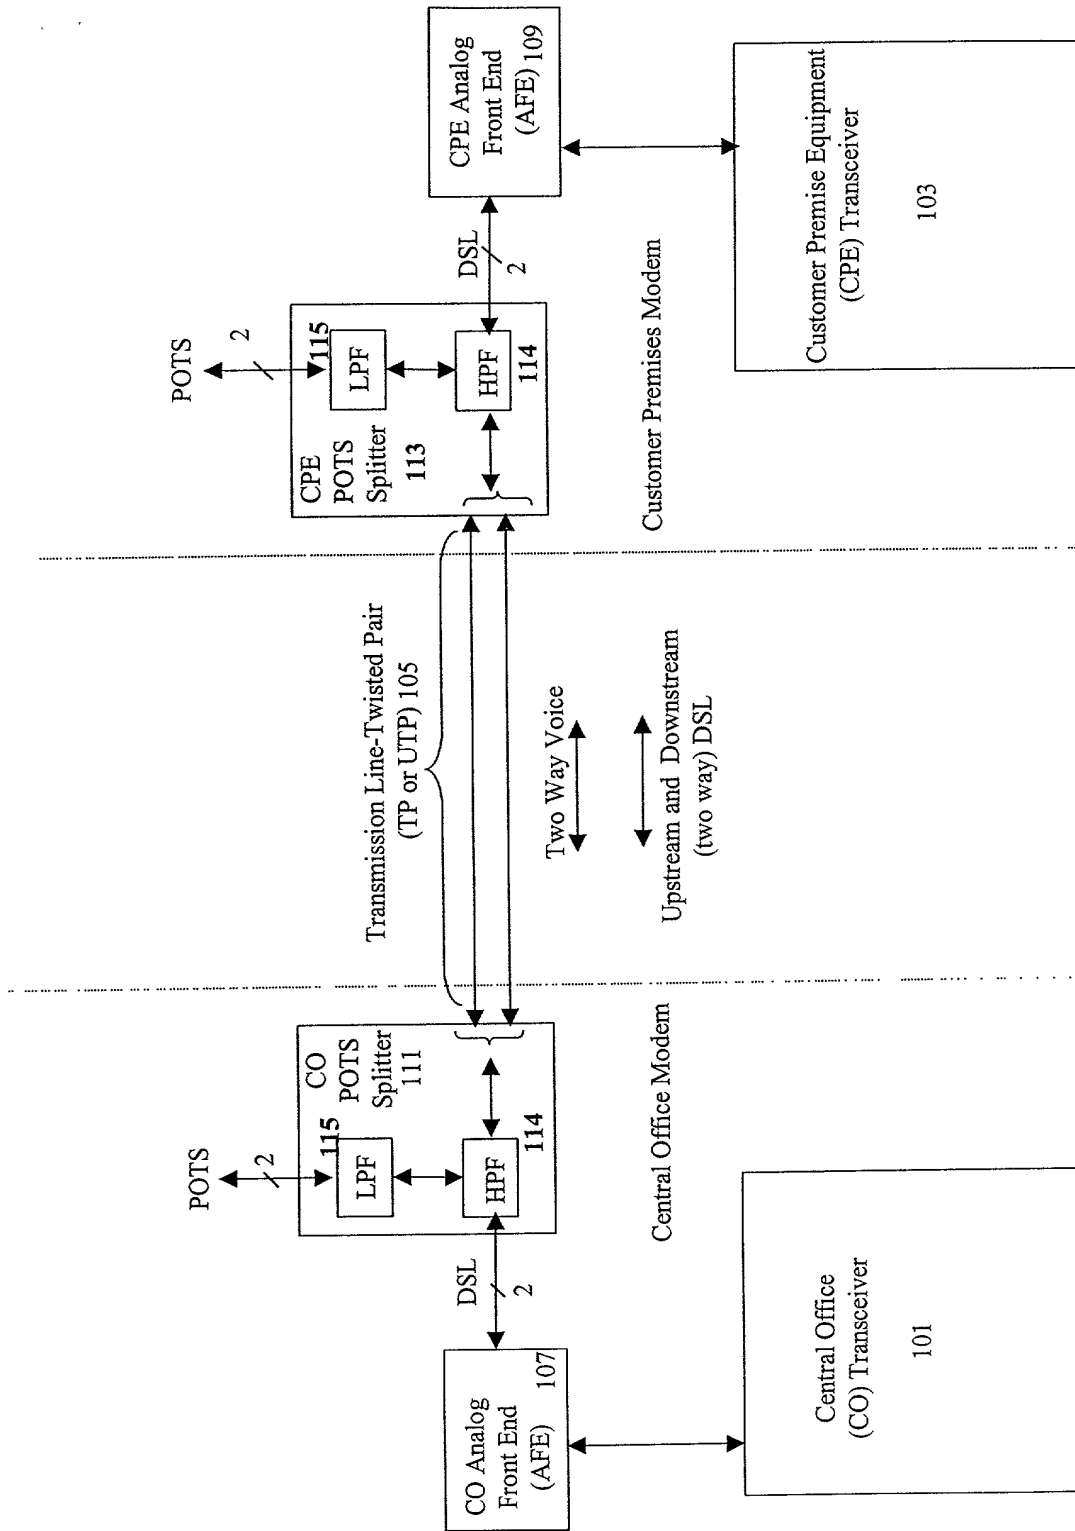 POTS
2
115
LPF
CO
POTS
Splitter
111
HPF
114
DSL
2
CO Analog
Front End
(AFE)
107
Central Office Modem
Central Office
(CO) Transceiver
101
Transmission Line-Twisted Pair
(TP or UTP) 105
Two Way Voice
Upstream and Downstream
(two way) DSL
POTS
2
115
LPF
CPE
POTS
Splitter
113
HPF
114
DSL
2
CPE Analog
Front End
(AFE) 109
Customer Premises Modem
Customer Premise Equipment
(CPE) Transceiver
103